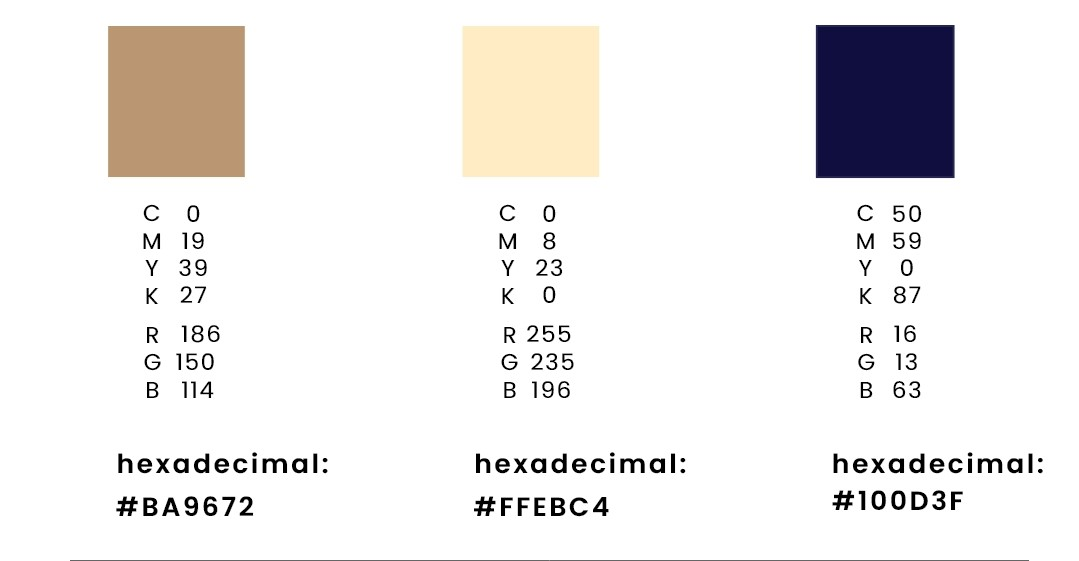 C 0
M 19
Y 39
K 27
R 186
G 150
B 114
hexadecimal:
#BA9672
C 0
M 8
Y 23
K 0
R 255
G 235
B 196
hexadecimal:
#FFEBC4
C 50
M 59
Y 0
K 87
R 16
G 13
B 63
hexadecimal:
#100D3F